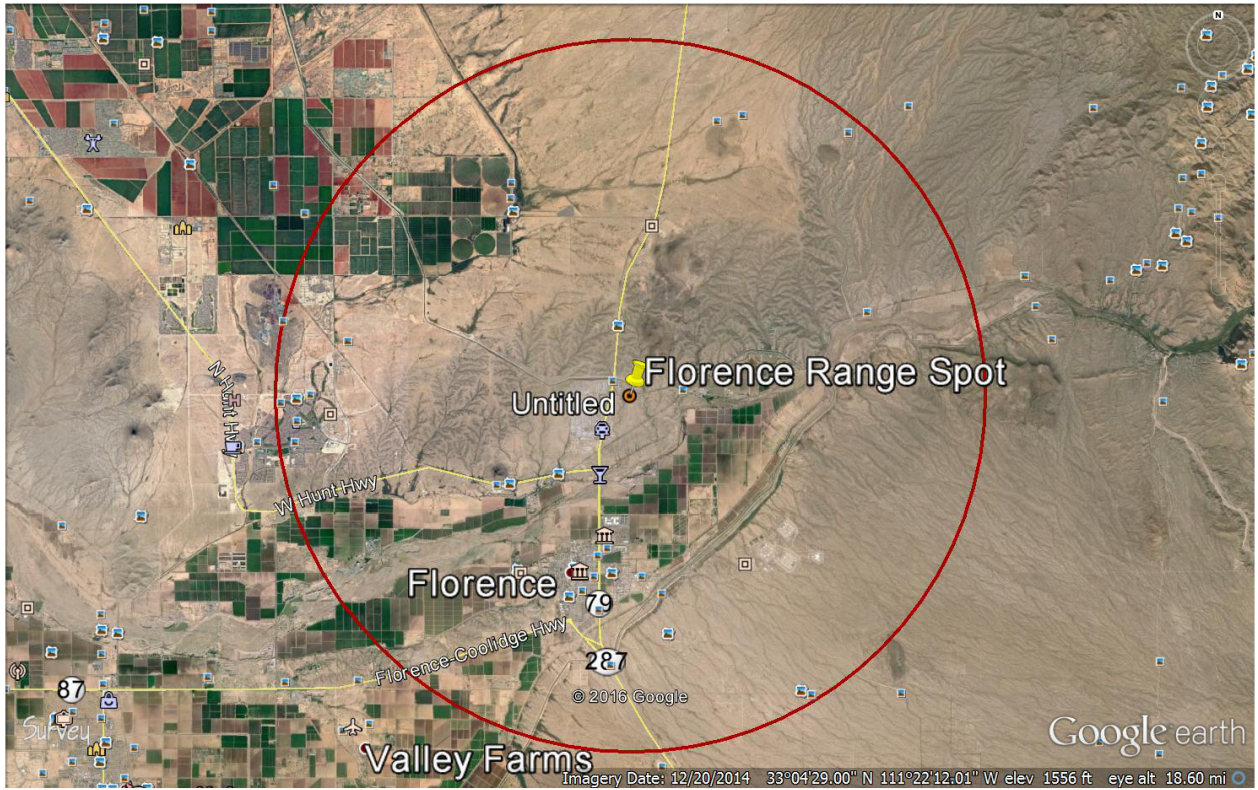 N
Florence Range Spot
Untitled
N Hunt Hwy
W Hunt Hwy
Florence
79
Florence-Coolidge Hwy
287
87
© 2016 Google
Survey
Google earth
Valley Farms
Imagery Date: 12/20/2014 33°04'29.00" N 111°22'12.01" W elev 1556 ft eye alt 18.60 mi